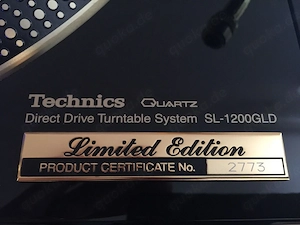 Technics QUARTZ
Direct Drive Turntable System SL-1200GLD
Limited Edition
PRODUCT CERTIFICATE No. 2773